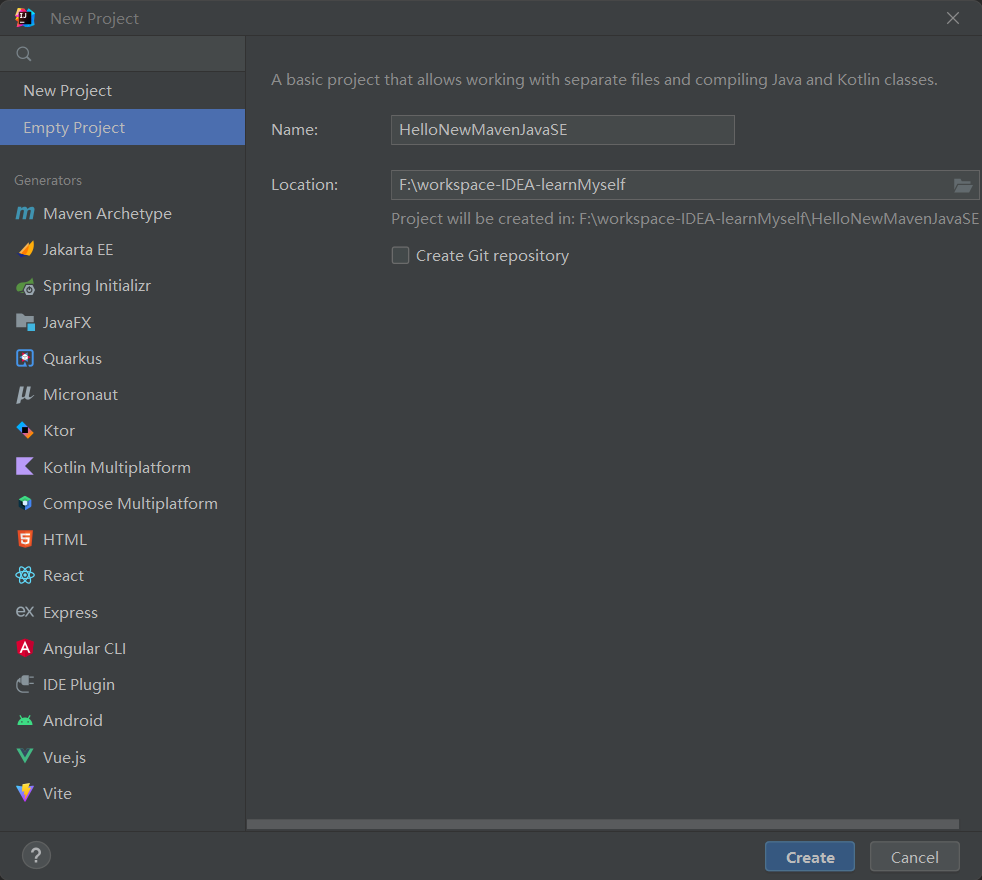 New Project
New Project
Empty Project
Generators
Maven Archetype
Jakarta EE
Spring Initializr
JavaFX
Quarkus
Micronaut
Ktor
Kotlin Multiplatform
Compose Multiplatform
HTML
React
Express
Angular CLI
IDE Plugin
Android
Vue.js
Vite
A basic project that allows working with separate files and compiling Java and Kotlin classes.
Name: HelloNewMavenJavaSE
Location: F:\workspace-IDEA-learnMyself
Project will be created in: F:\workspace-IDEA-learnMyself\HelloNewMavenJavaSE
Create Git repository
? Create Cancel